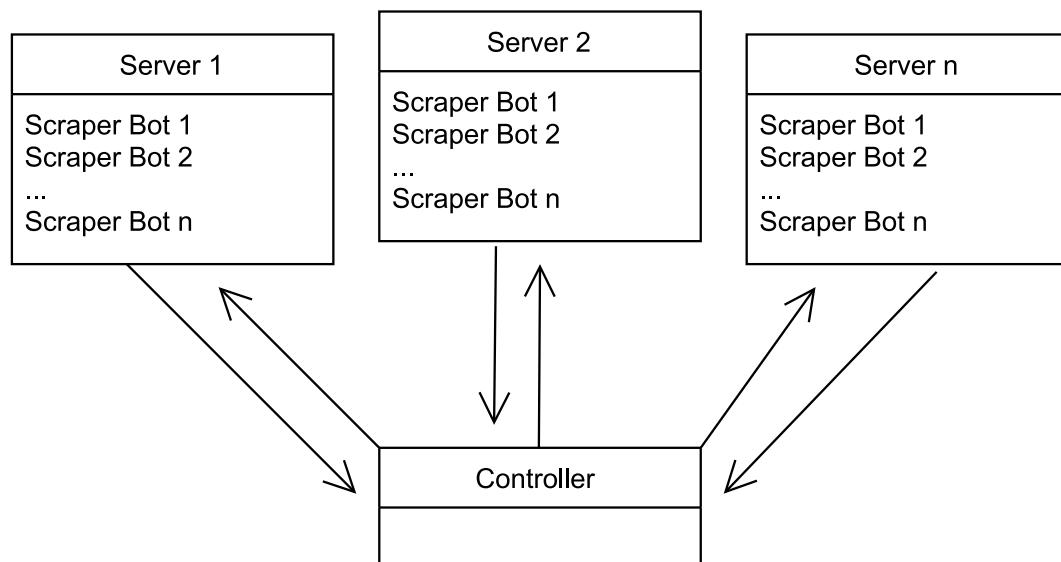 Server 1
Scraper Bot 1
Scraper Bot 2
...
Scraper Bot n
Server 2
Scraper Bot 1
Scraper Bot 2
...
Scraper Bot n
Server n
Scraper Bot 1
Scraper Bot 2
...
Scraper Bot n
Controller